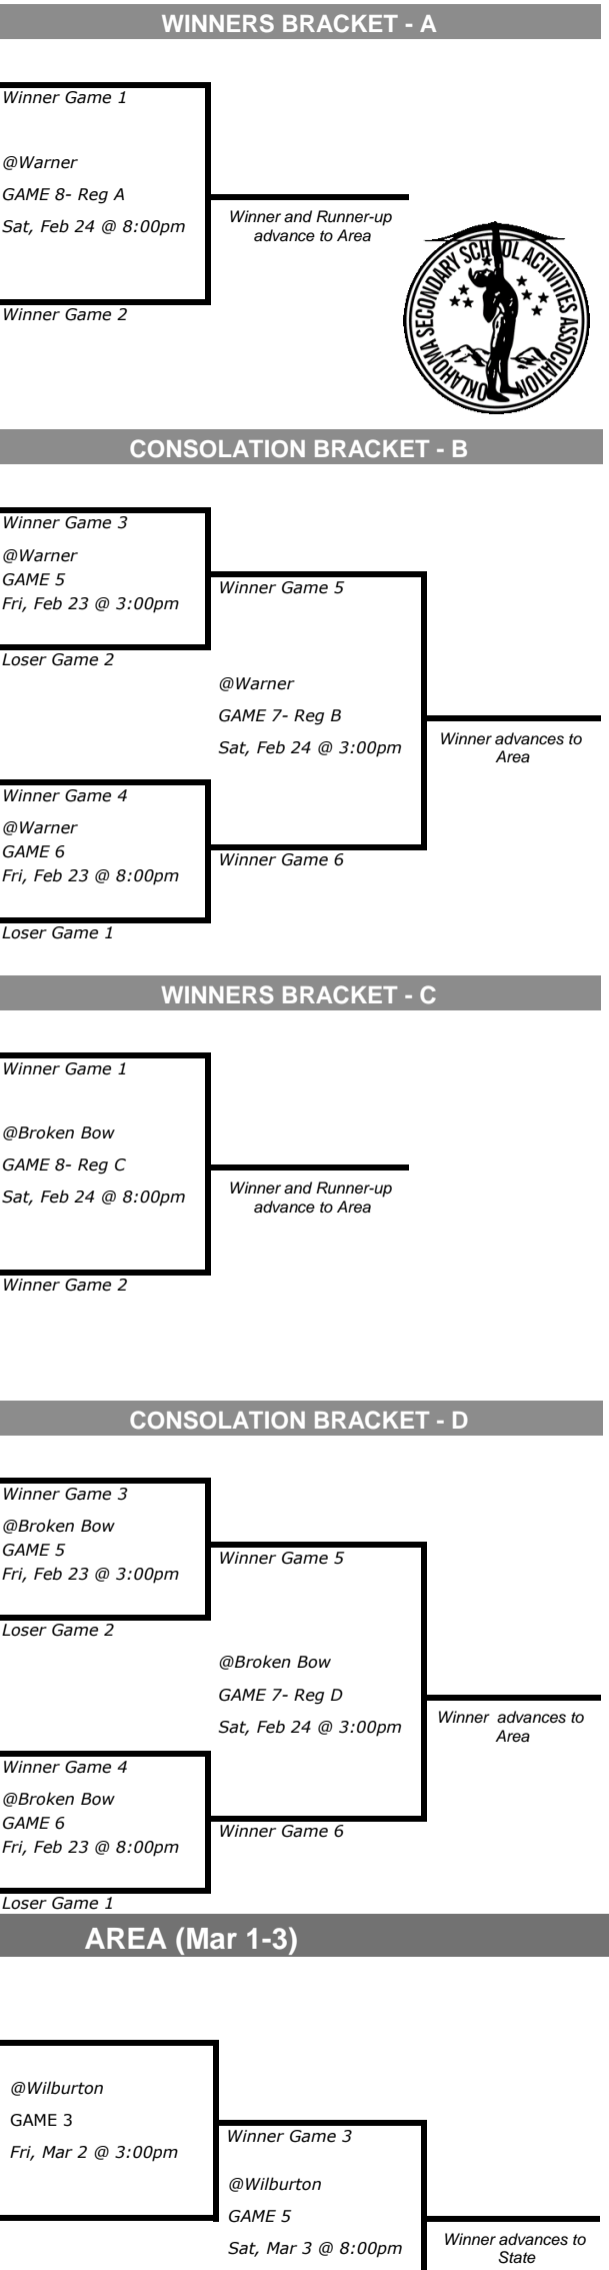 WINNERS BRACKET - A
Winner Game 1
@Warner
GAME 8- Reg A
Sat, Feb 24 @ 8:00pm
Winner and Runner-up
advance to Area
Winner Game 2
OKLAHOMA SECONDARY SCHOOL ACTIVITIES ASSOCIATION
CONSOLATION BRACKET - B
Winner Game 3
@Warner
GAME 5
Fri, Feb 23 @ 3:00pm
Loser Game 2
Winner Game 5
@Warner
GAME 7- Reg B
Sat, Feb 24 @ 3:00pm
Winner advances to
Area
Winner Game 4
@Warner
GAME 6
Fri, Feb 23 @ 8:00pm
Winner Game 6
Loser Game 1
WINNERS BRACKET - C
Winner Game 1
@Broken Bow
GAME 8- Reg C
Sat, Feb 24 @ 8:00pm
Winner and Runner-up
advance to Area
Winner Game 2
CONSOLATION BRACKET - D
Winner Game 3
@Broken Bow
GAME 5
Fri, Feb 23 @ 3:00pm
Loser Game 2
Winner Game 5
@Broken Bow
GAME 7- Reg D
Sat, Feb 24 @ 3:00pm
Winner  advances to
Area
Winner Game 4
@Broken Bow
GAME 6
Fri, Feb 23 @ 8:00pm
Winner Game 6
Loser Game 1
AREA (Mar 1-3)
@Wilburton
GAME 3
Fri, Mar 2 @ 3:00pm
Winner Game 3
@Wilburton
GAME 5
Sat, Mar 3 @ 8:00pm
Winner advances to
State